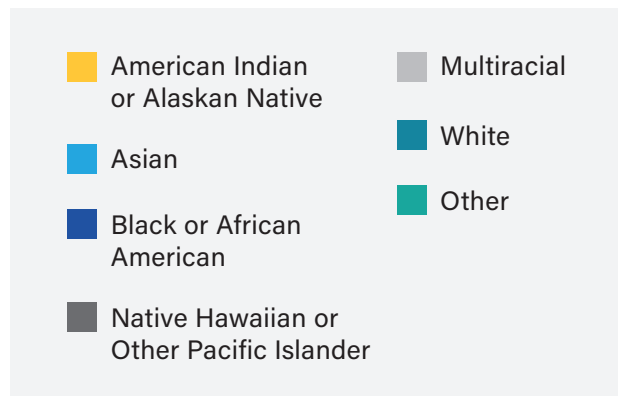 American Indian
or Alaskan Native
Asian
Black or African
American
Native Hawaiian or
Other Pacific Islander
Multiracial
White
Other